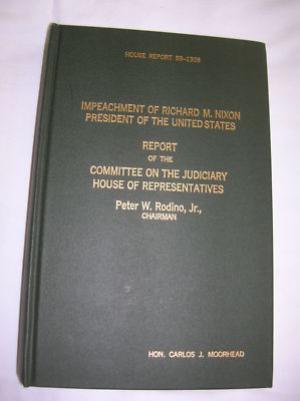 HOUSE REPORT 93-1305
IMPEACHMENT OF RICHARD M. NIXON
PRESIDENT OF THE UNITED STATES
REPORT
OF THE
COMMITTEE ON THE JUDICIARY
HOUSE OF REPRESENTATIVES
Peter W. Rodino, Jr.,
CHAIRMAN
HON. CARLOS J. MOORHEAD